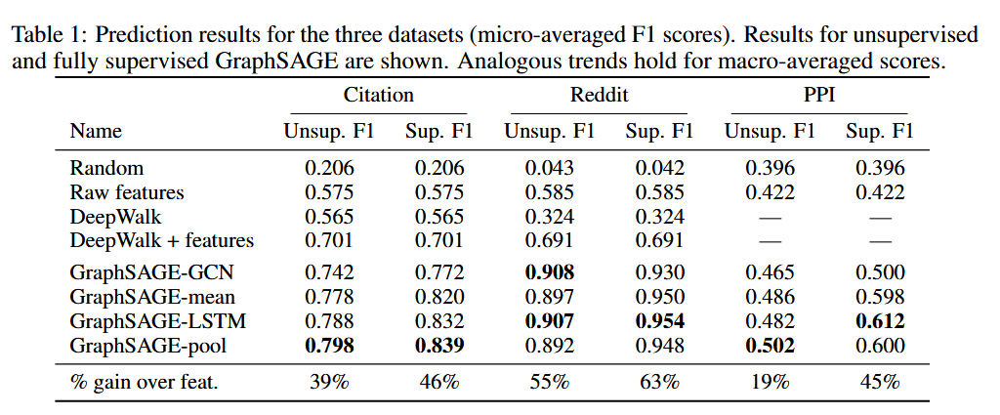 Table 1: Prediction results for the three datasets (micro-averaged F1 scores). Results for unsupervised
and fully supervised GraphSAGE are shown. Analogous trends hold for macro-averaged scores.
Citation Reddit PPI
Name Unsup. F1 Sup. F1 Unsup. F1 Sup. F1 Unsup. F1 Sup. F1
Random 0.206 0.206 0.043 0.042 0.396 0.396
Raw features 0.575 0.575 0.585 0.585 0.422 0.422
DeepWalk 0.565 0.565 0.324 0.324 — —
DeepWalk + features 0.701 0.701 0.691 0.691 — —
GraphSAGE-GCN 0.742 0.772 0.908 0.930 0.465 0.500
GraphSAGE-mean 0.778 0.820 0.897 0.950 0.486 0.598
GraphSAGE-LSTM 0.788 0.832 0.907 0.954 0.482 0.612
GraphSAGE-pool 0.798 0.839 0.892 0.948 0.502 0.600
% gain over feat. 39% 46% 55% 63% 19% 45%